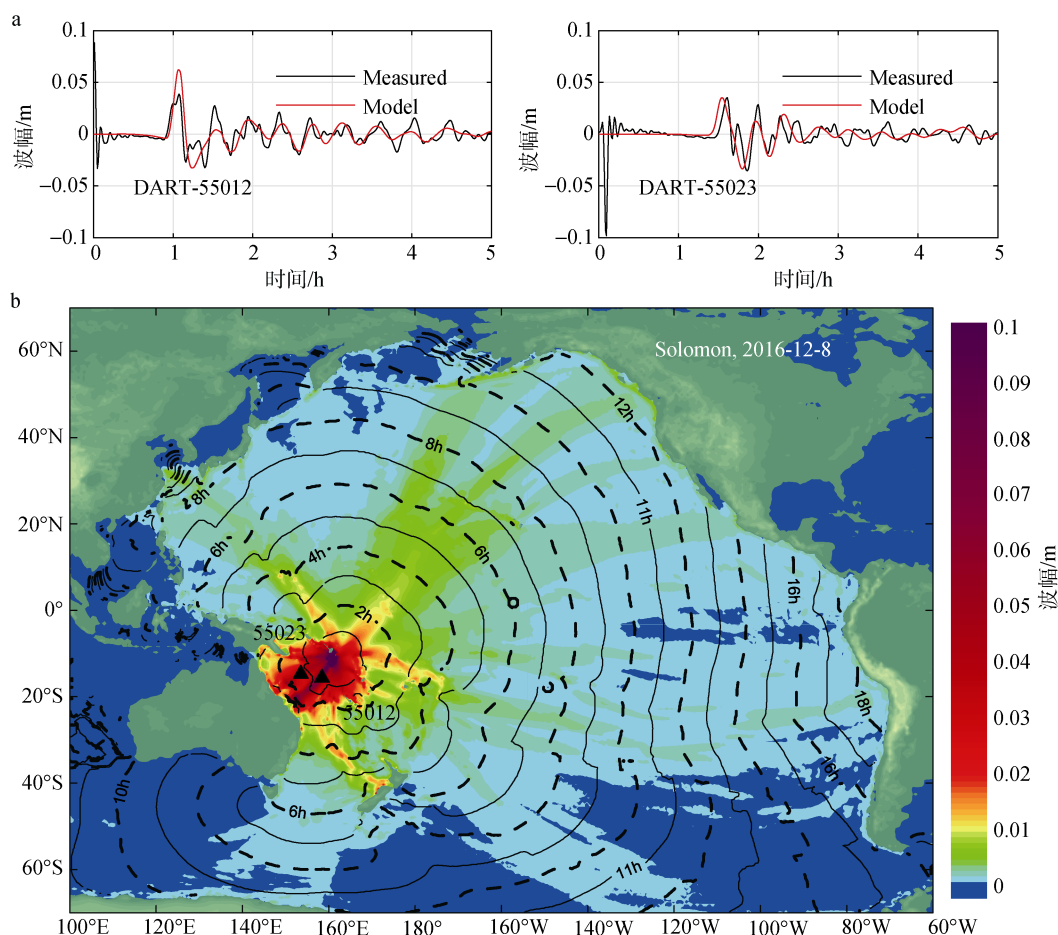 a
0.1
0.05
0
−0.05
−0.1
波幅/m
Measured
Model
DART-55012
0 1 2 3 4 5
时间/h
0.1
0.05
0
−0.05
−0.1
波幅/m
Measured
Model
DART-55023
0 1 2 3 4 5
时间/h
b
Solomon, 2016-12-8
60°N
40°N
20°N
0°
20°S
40°S
60°S
100°E 120°E 140°E 160°E 180°E 160°W 140°W 120°W 100°W 80°W 60°W
12h
8h
8h
11h
6h
6h
4h
2h
16h
55023
55012
18h
16h
10h
6h
11h
0.1
0.09
0.08
0.07
0.06
0.05
0.04
0.03
0.02
0.01
0
波幅/m